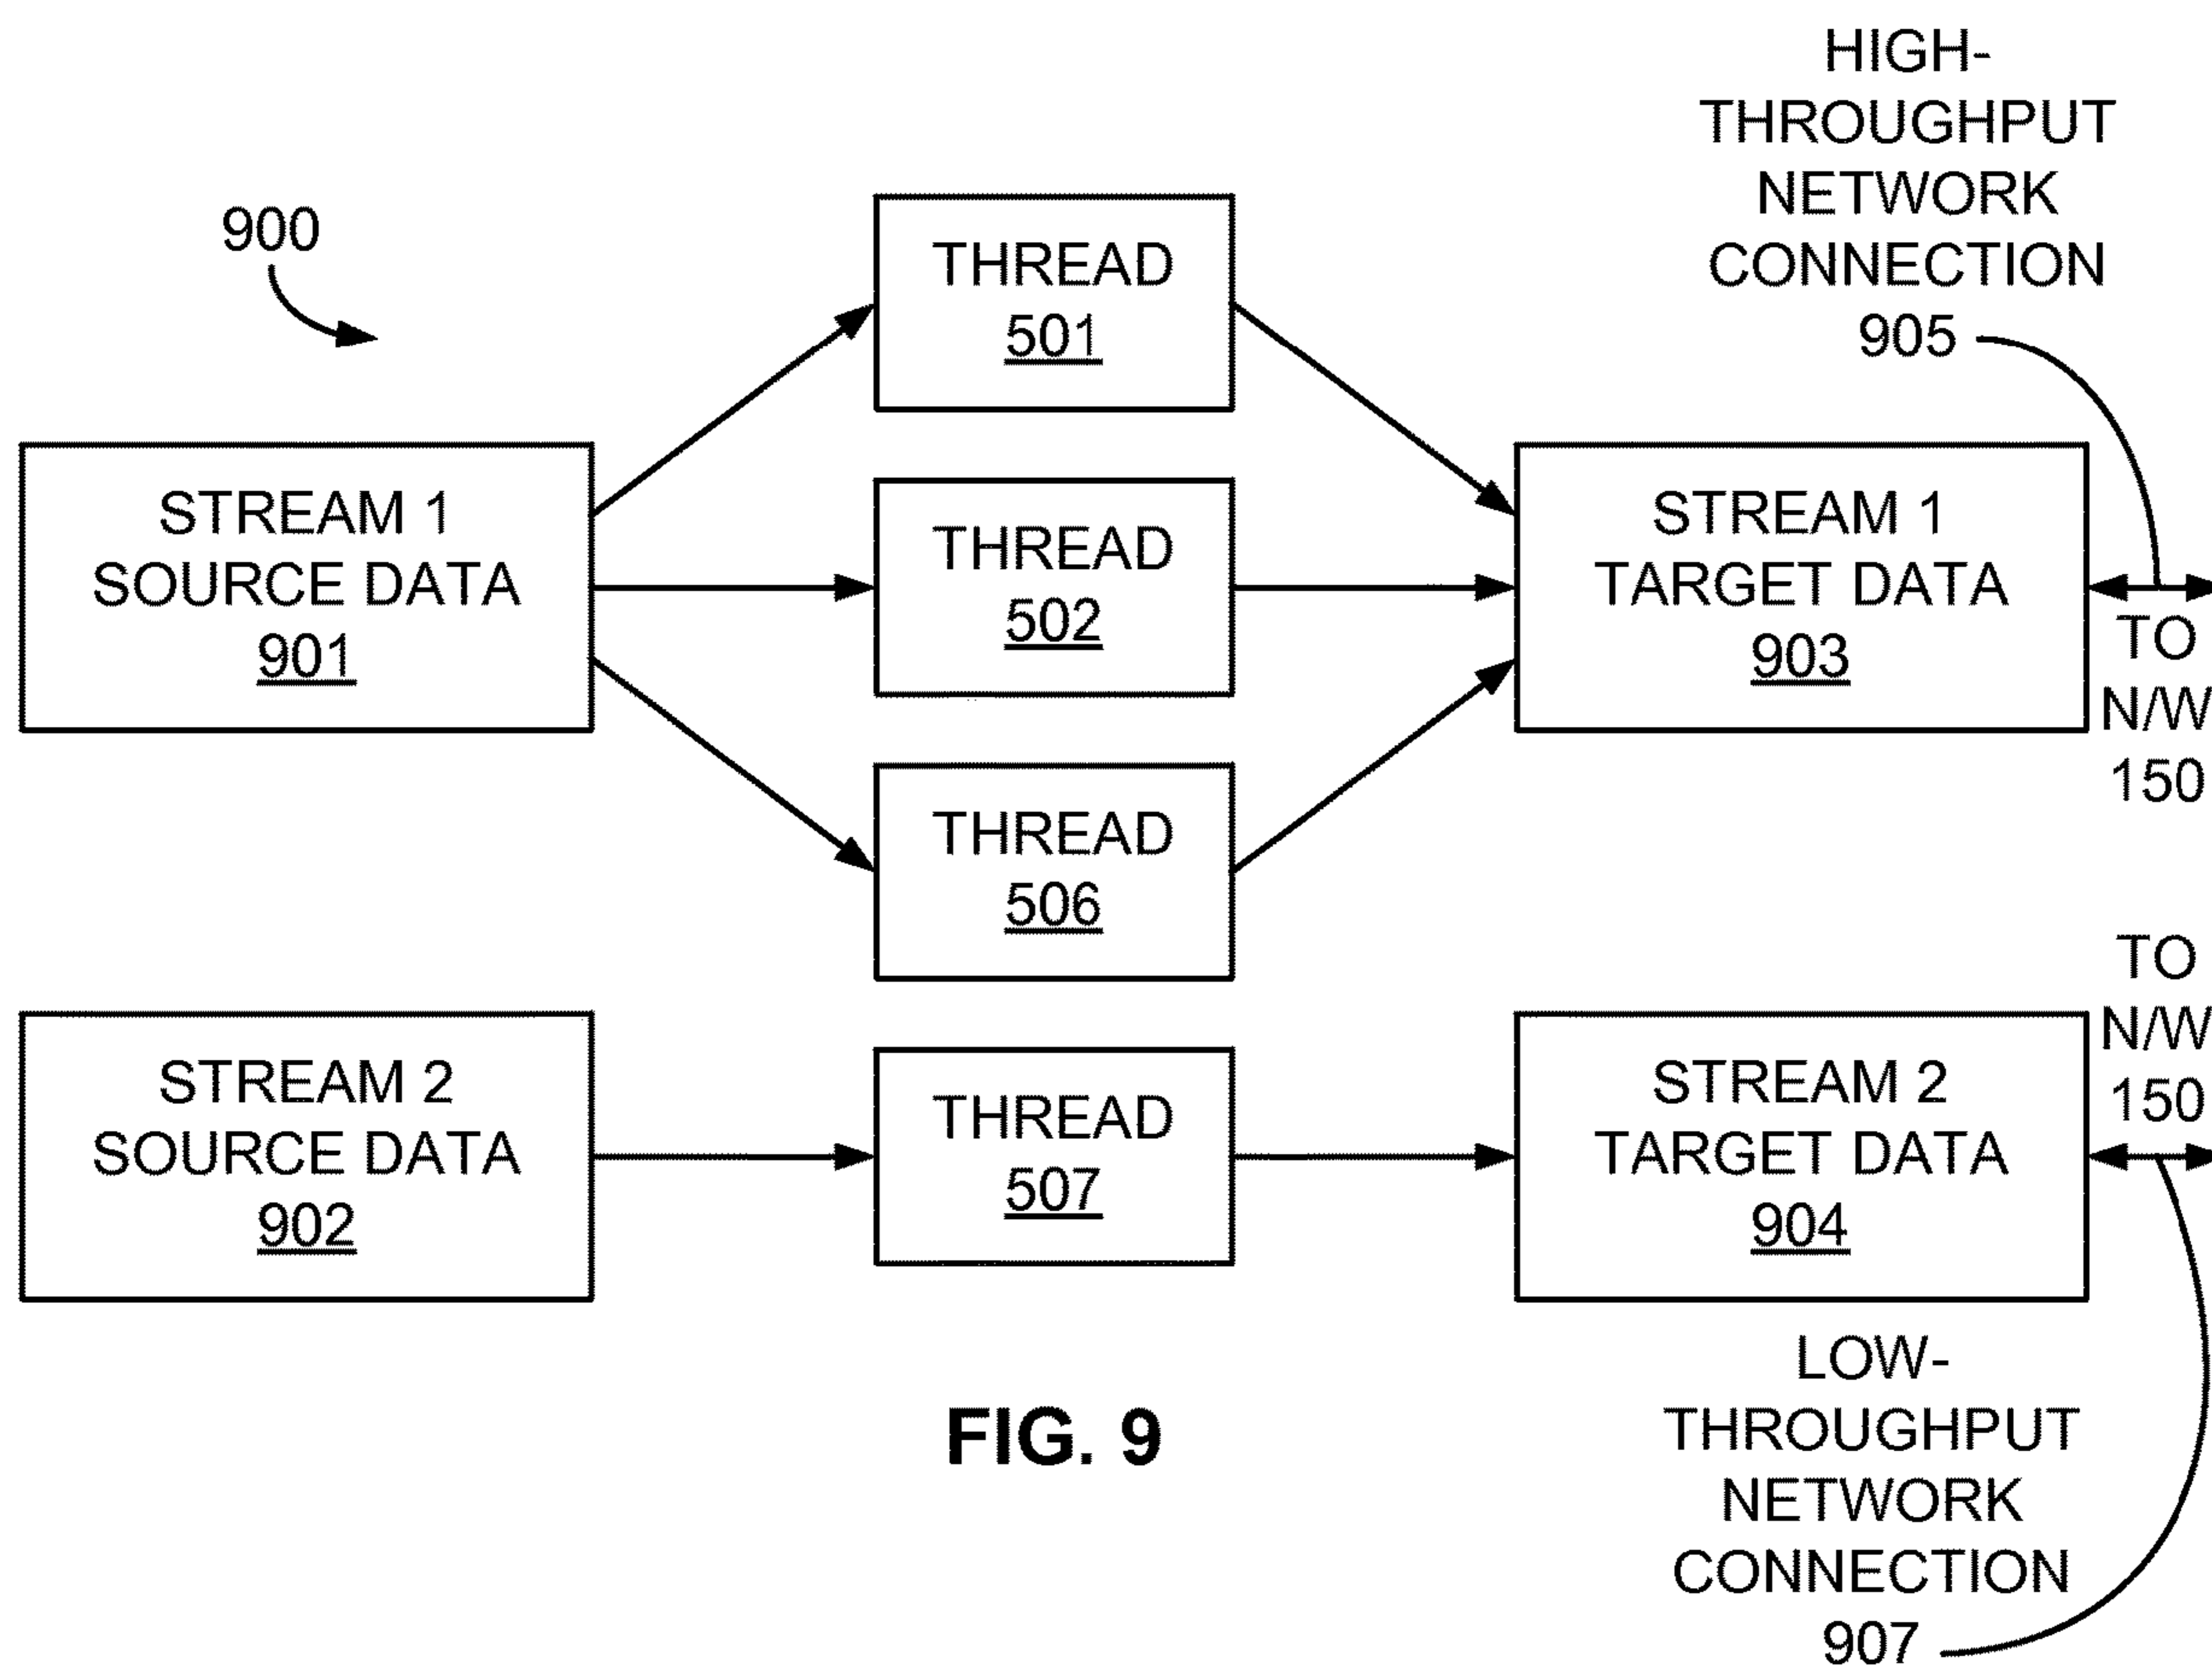 HIGH-
THROUGHPUT
NETWORK
CONNECTION
905
900
THREAD
501
STREAM 1
SOURCE DATA
901
THREAD
502
STREAM 1
TARGET DATA
903
TO
N/W
150
THREAD
506
STREAM 2
SOURCE DATA
902
THREAD
507
STREAM 2
TARGET DATA
904
TO
N/W
150
LOW-
THROUGHPUT
NETWORK
CONNECTION
907
FIG. 9